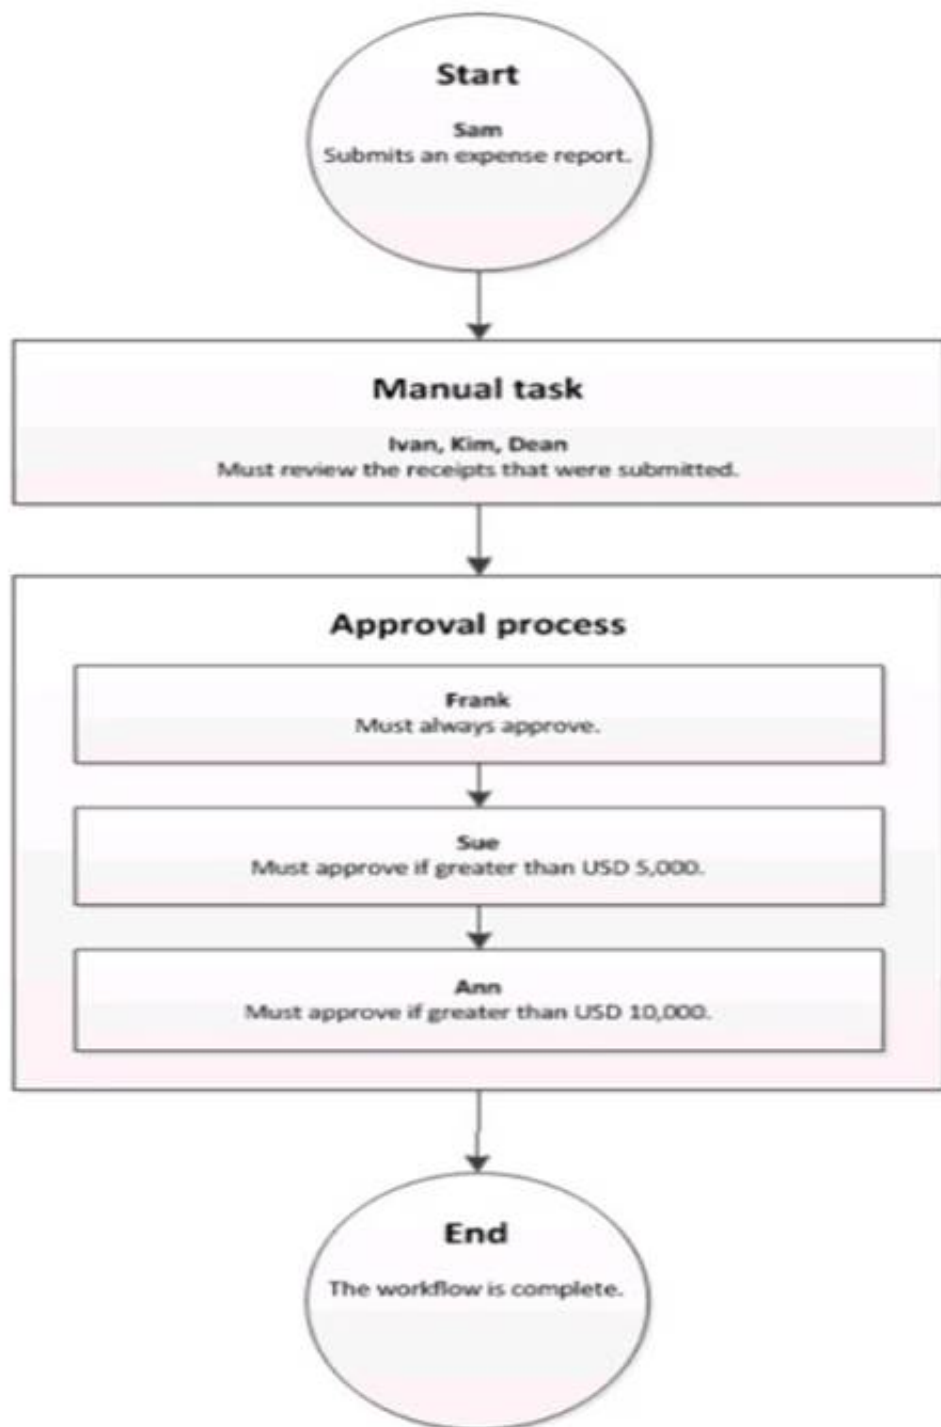 Start
Sam
Submits an expense report.
Manual task
Ivan, Kim, Dean
Must review the receipts that were submitted.
Approval process
Frank
Must always approve.
Sue
Must approve if greater than USD 5,000.
Ann
Must approve if greater than USD 10,000.
End
The workflow is complete.